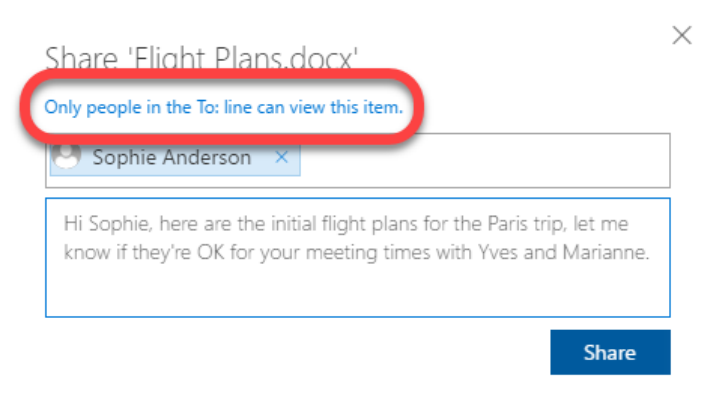 Share 'Flight Plans.docx'
Only people in the To: line can view this item.
Sophie Anderson
Hi Sophie, here are the initial flight plans for the Paris trip, let me
know if they're OK for your meeting times with Yves and Marianne.
Share